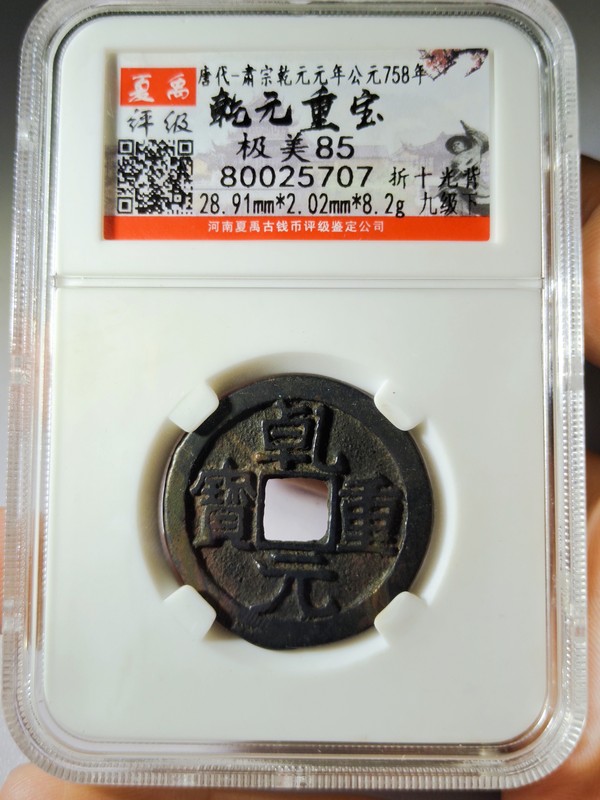 唐代-肃宗乾元元年公元758年
夏禹
评级
乾元重宝
极美85
80025707 折十光背
28.91mm*2.02mm*8.2g 九级下
河南夏禹古钱币评级鉴定公司
乾元重寶